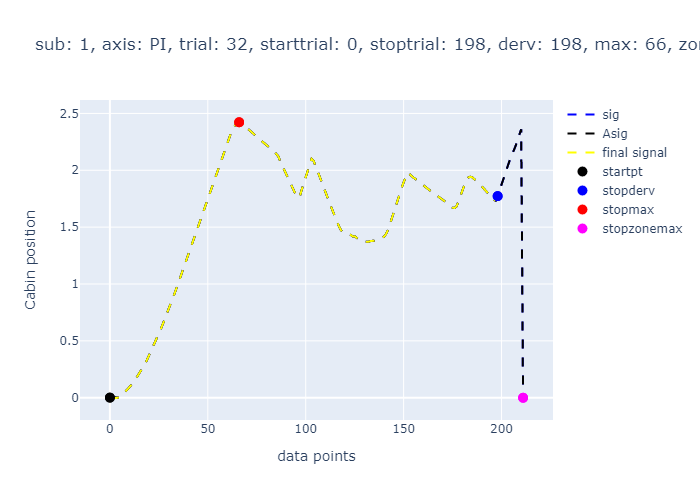 sub: 1, axis: PI, trial: 32, starttrial: 0, stoptrial: 198, derv: 198, max: 66, zo
2.5
2
1.5
1
0.5
0
Cabin position
0 50 100 150 200
data points
sig
Asig
final signal
startpt
stopderv
stopmax
stopzonemax